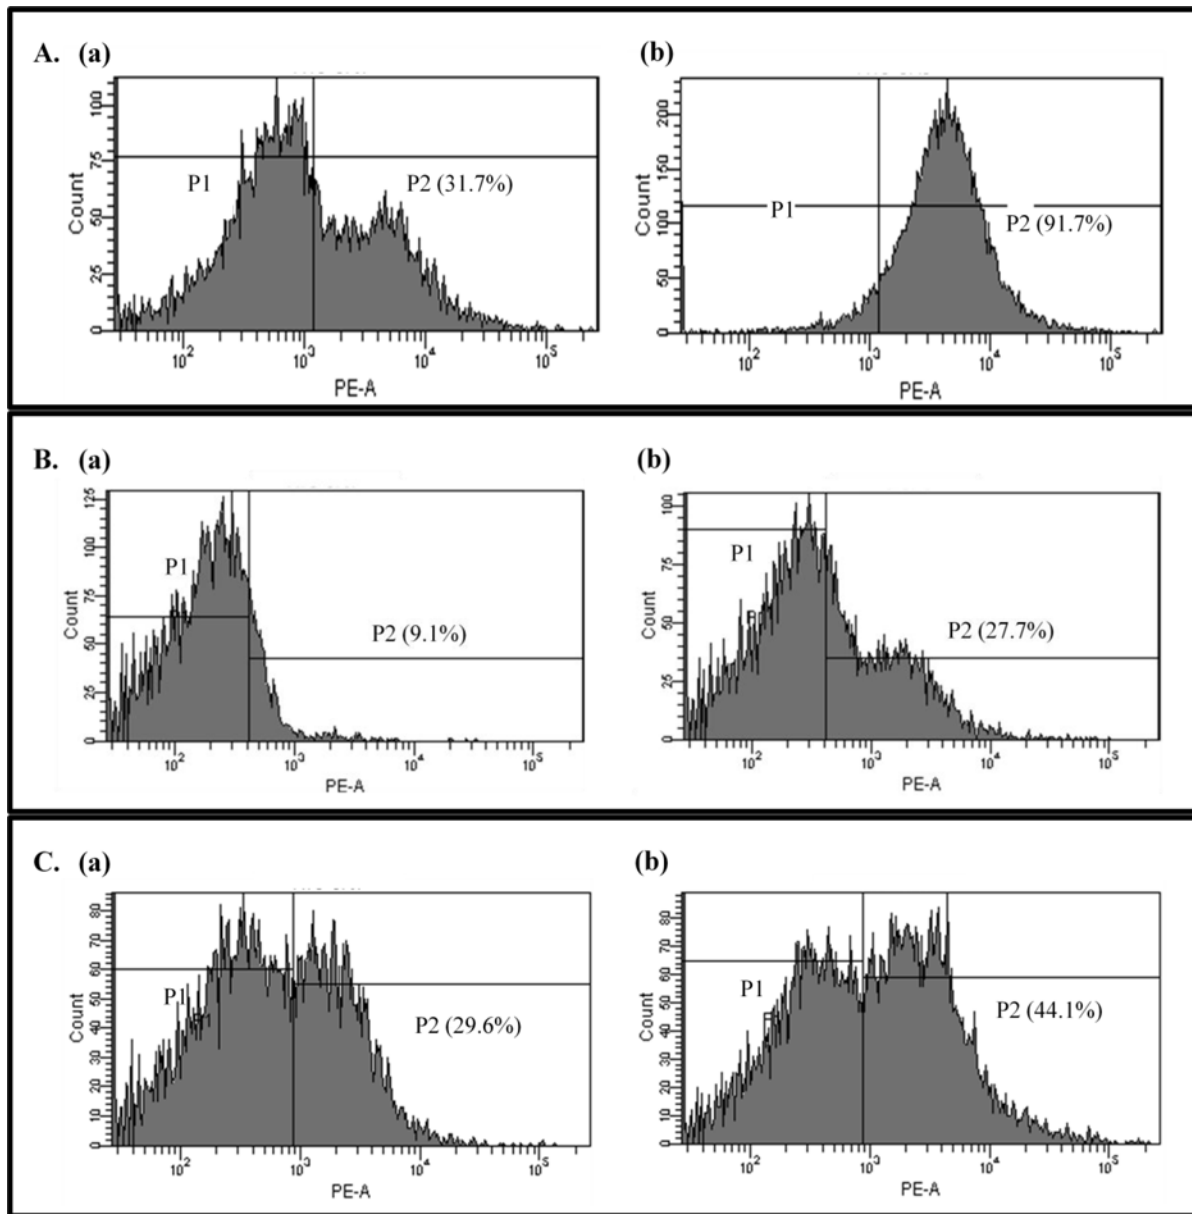 A. (a)
(b)
Count
100
75
50
25
0
P1
P2 (31.7%)
10² 10³ 10⁴ 10⁵
PE-A
Count
200
150
100
50
0
P1
P2 (91.7%)
10² 10³ 10⁴ 10⁵
PE-A
B. (a)
(b)
Count
125
100
75
50
25
0
P1
P2 (9.1%)
10² 10³ 10⁴ 10⁵
PE-A
Count
100
75
50
25
0
P1
P2 (27.7%)
10² 10³ 10⁴ 10⁵
PE-A
C. (a)
(b)
Count
80
70
60
50
40
30
20
10
0
P1
P2 (29.6%)
10² 10³ 10⁴ 10⁵
PE-A
Count
80
70
60
50
40
30
20
10
0
P1
P2 (44.1%)
10² 10³ 10⁴ 10⁵
PE-A